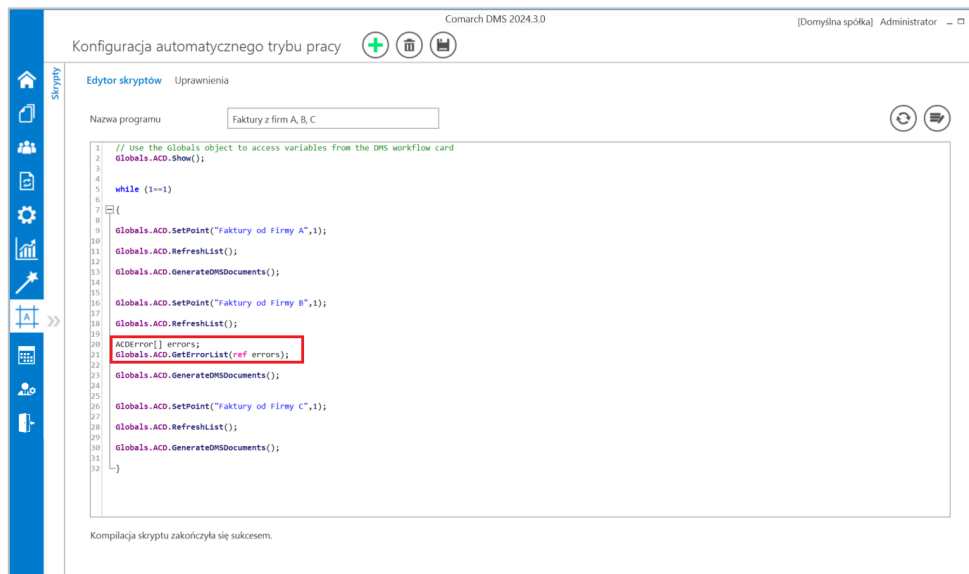 Comarch DMS 2024.3.0
[Domyślna spółka] Administrator
Konfiguracja automatycznego trybu pracy
Skrypty
Edytor skryptów Uprawnienia
Nazwa programu Faktury z firm A, B, C
1 // Use the Globals object to access variables from the DMS workflow card
2 Globals.ACD.Show();
3
4
5 while (1==1)
6
7 {
8
9 Globals.ACD.SetPoint("Faktury od Firmy A",1);
10
11 Globals.ACD.RefreshList();
12
13 Globals.ACD.GenerateDMSDocuments();
14
15
16 Globals.ACD.SetPoint("Faktury od Firmy B",1);
17
18 Globals.ACD.RefreshList();
19
20 ACDError[] errors;
21 Globals.ACD.GetErrorList(ref errors);
22
23 Globals.ACD.GenerateDMSDocuments();
24
25
26 Globals.ACD.SetPoint("Faktury od Firmy C",1);
27
28 Globals.ACD.RefreshList();
29
30 Globals.ACD.GenerateDMSDocuments();
31
32 }
Kompilacja skryptu zakończyła się sukcesem.